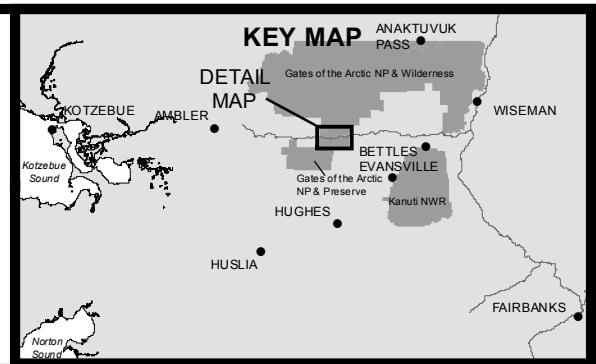 KEY MAP
ANAKTUVUK
PASS
Gates of the Arctic NP & Wilderness
DETAIL
MAP
KOTZEBUE
AMBLER
WISEMAN
Kotzebue
Sound
BETTLES
EVANSVILLE
Gates of the Arctic
NP & Preserve
Kanuti NWR
HUGHES
HUSLIA
FAIRBANKS
Norton
Sound